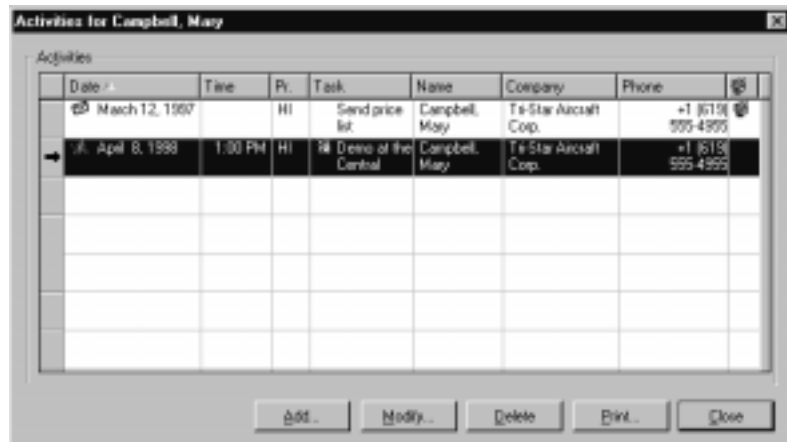 Activities for Campbell, Mary
Activities
Date Time Pr. Task Name Company Phone
March 12, 1997 HI Send price list Campbell, Mary Tri-Star Aircraft Corp. +1 (619) 555-4955
April 8, 1998 1:00 PM HI Demo at the Central Campbell, Mary Tri-Star Aircraft Corp. +1 (619) 555-4955
Add... Modify... Delete Print... Close